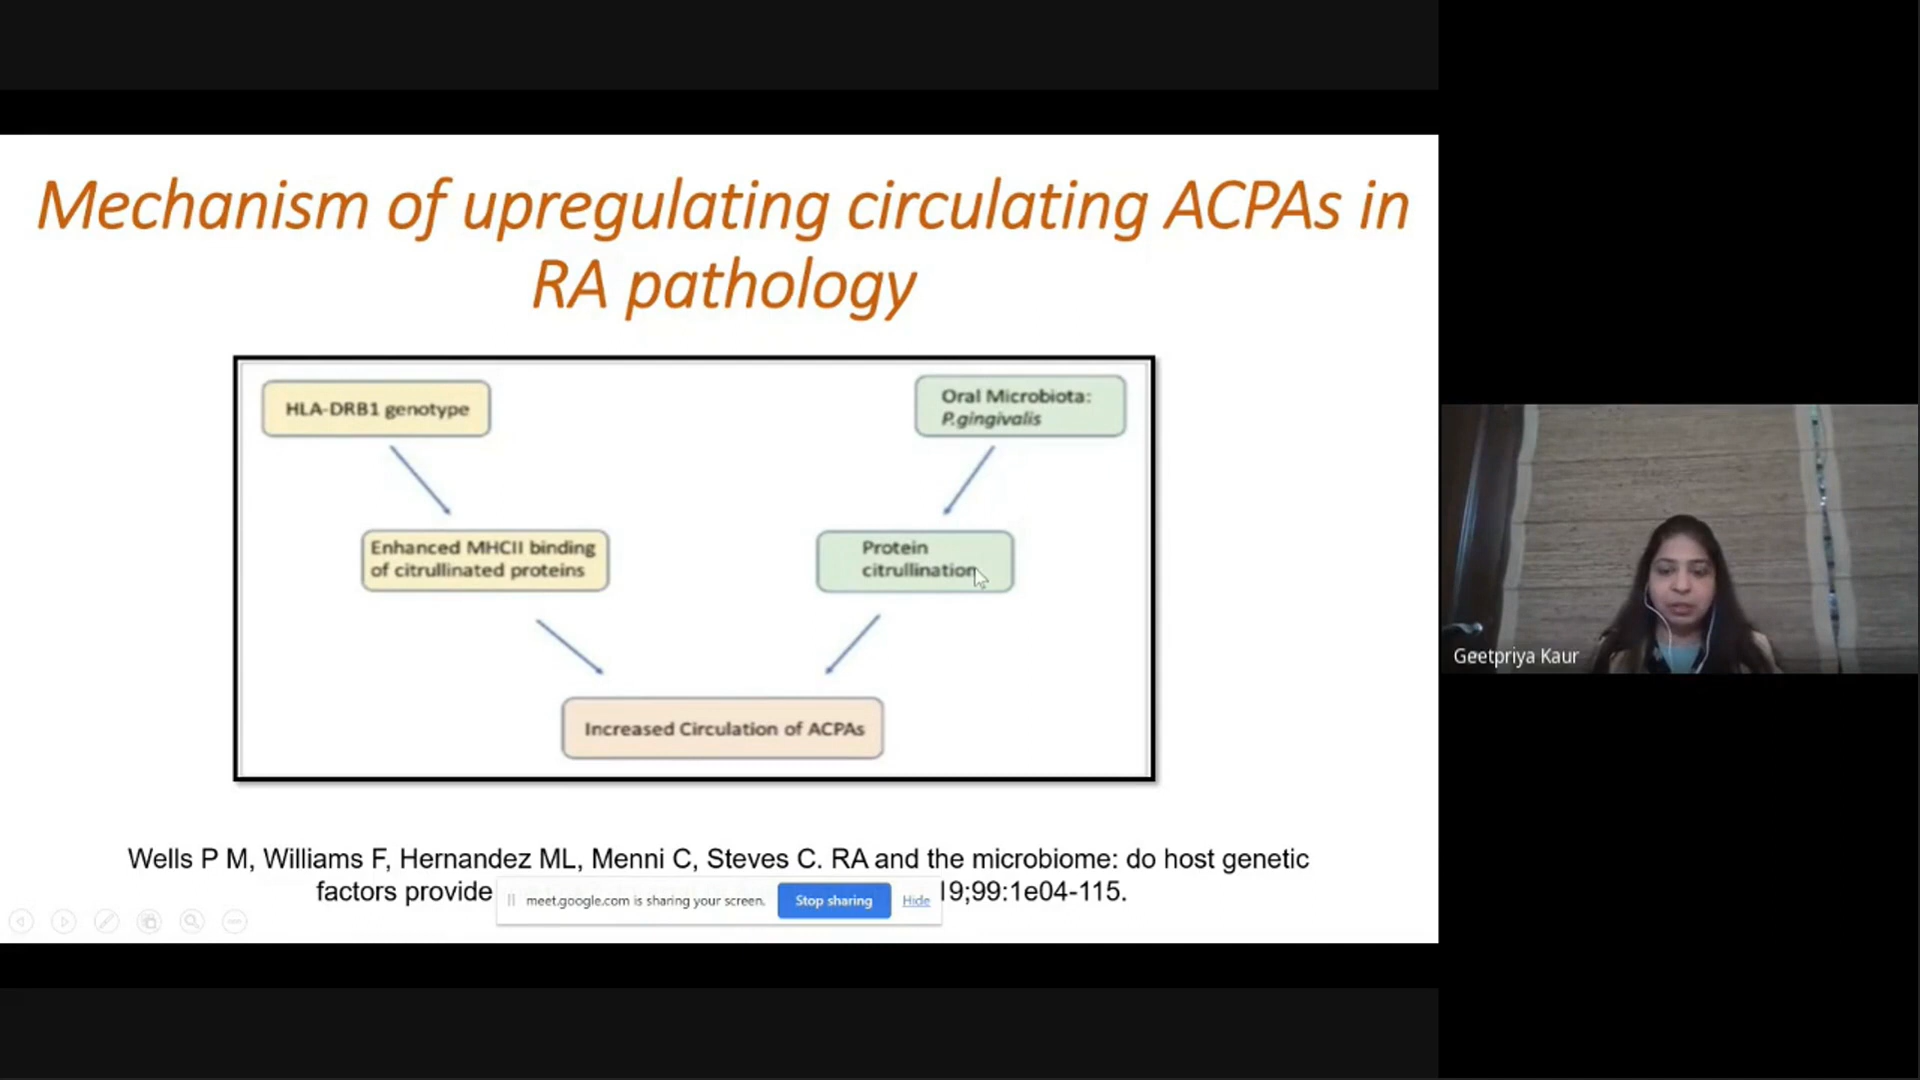 Mechanism of upregulating circulating ACPAs in
RA pathology
HLA-DRB1 genotype
Oral Microbiota:
P.gingivalis
Enhanced MHCII binding
of citrullinated proteins
Protein
citrullination
Increased Circulation of ACPAs
Wells P M, Williams F, Hernandez ML, Menni C, Steves C. RA and the microbiome: do host genetic
factors provide 19;99:1e04-115.
meet.google.com is sharing your screen.
Stop sharing
Hide
Geetpriya Kaur